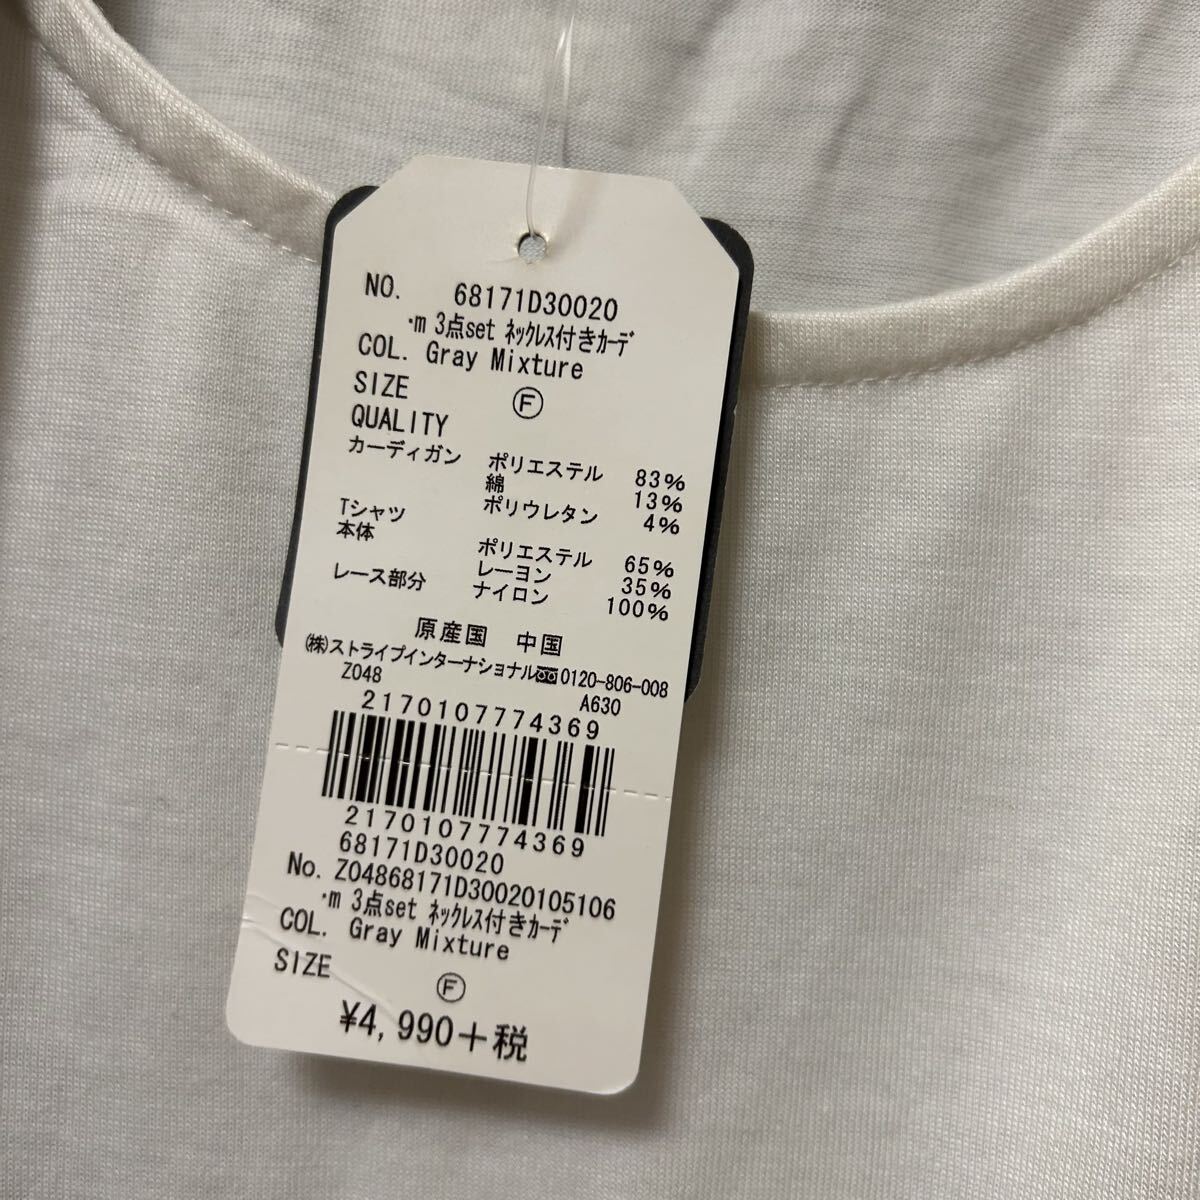 NO. 68171D30020
·m 3点set ﾈｯｸﾚｽ付きｶｰﾃﾞ
COL. Gray Mixture
SIZE Ⓕ
QUALITY
カーディガン ポリエステル 83%
綿 13%
ポリウレタン 4%
Tシャツ
本体 ポリエステル 65%
レーヨン 35%
レース部分 ナイロン 100%
原産国 中国
㈱ストライプインターナショナル 0120-806-008
Z048 A630
2170107774369
2170107774369
68171D30020
No. Z04868171D30020105106
·m 3点set ﾈｯｸﾚｽ付きｶｰﾃﾞ
COL. Gray Mixture
SIZE Ⓕ
¥4,990+税